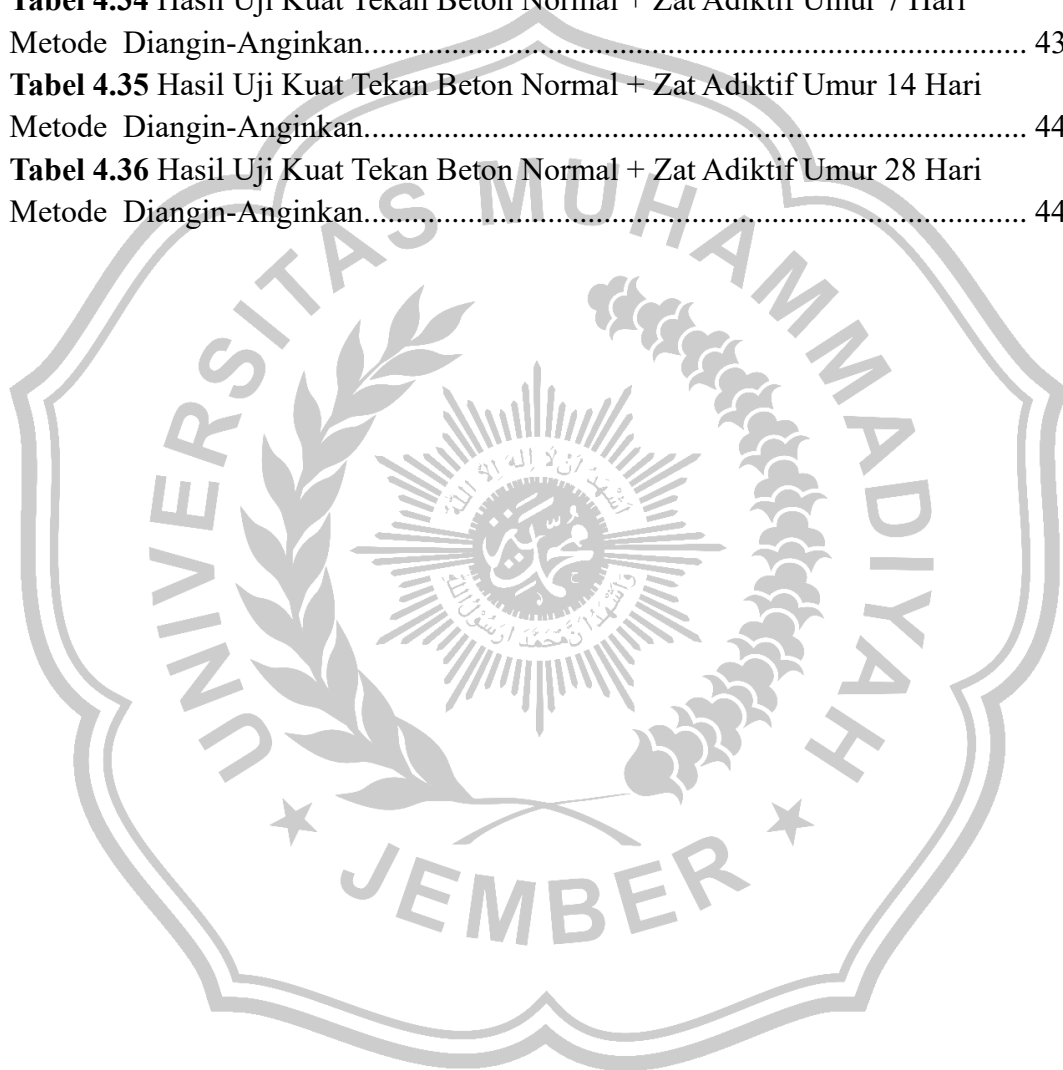 Tabel 4.34 Hasil Uji Kuat Tekan Beton Normal + Zat Adiktif Umur 7 Hari
Metode Diangin-Anginkan................................................................................. 43
Tabel 4.35 Hasil Uji Kuat Tekan Beton Normal + Zat Adiktif Umur 14 Hari
Metode Diangin-Anginkan................................................................................. 44
Tabel 4.36 Hasil Uji Kuat Tekan Beton Normal + Zat Adiktif Umur 28 Hari
Metode Diangin-Anginkan................................................................................. 44
UNIVERSITAS MUHAMMADIYAH
JEMBER